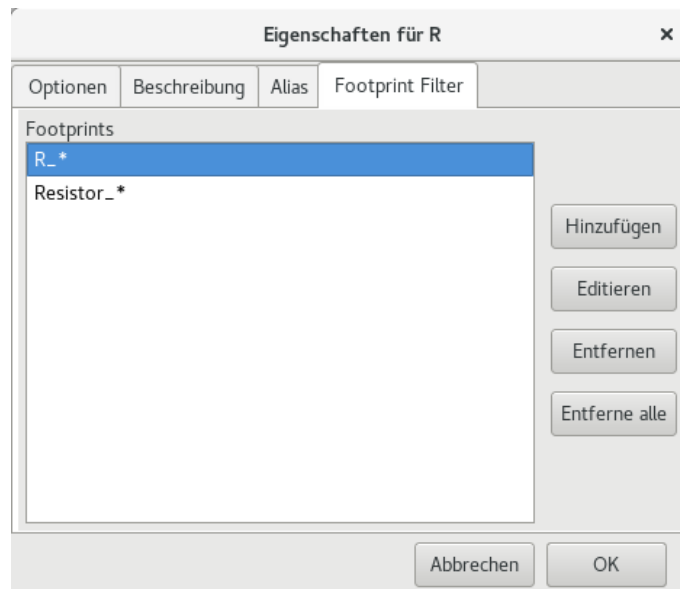 Eigenschaften für R
Optionen
Beschreibung
Alias
Footprint Filter
Footprints
R_*
Resistor_*
Hinzufügen
Editieren
Entfernen
Entferne alle
Abbrechen
OK